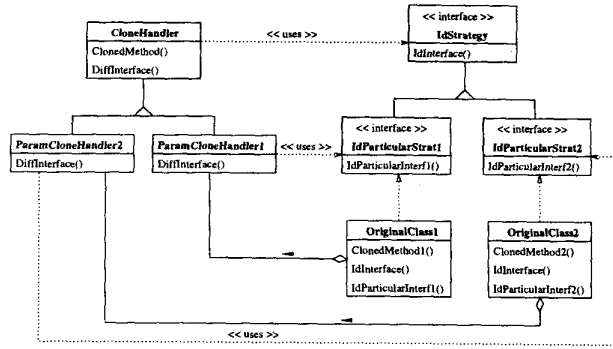 CloneHandler
ClonedMethod()
DiffInterface()
<< uses >>
<< interface >>
IdStrategy
IdInterface()
ParamCloneHandler2
DiffInterface()
ParamCloneHandler1
DiffInterface()
<< uses >>
<< interface >>
IdParticularStrat1
IdParticularInterf1()
<< interface >>
IdParticularStrat2
IdParticularInterf2()
OriginalClass1
ClonedMethod1()
IdInterface()
IdParticularInterf1()
OriginalClass2
ClonedMethod2()
IdInterface()
IdParticularInterf2()
<< uses >>